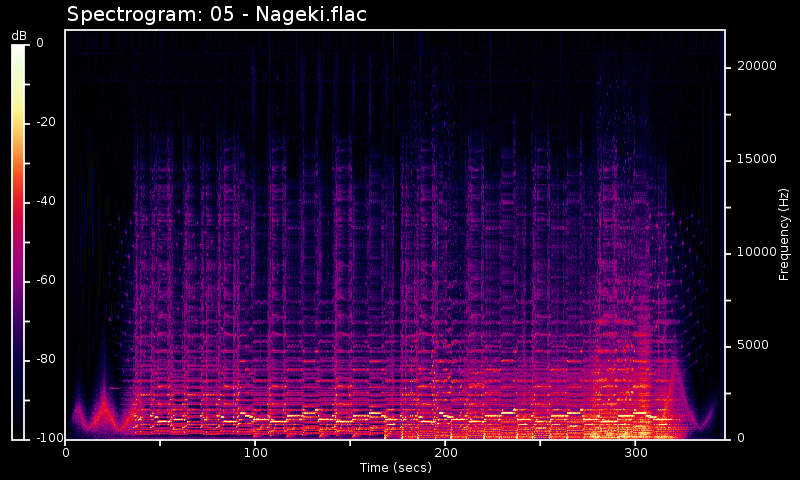 Spectrogram: 05 - Nageki.flac
dB
0
-20
-40
-60
-80
-100
20000
15000
10000
5000
0
Frequency (Hz)
0 100 200 300
Time (secs)